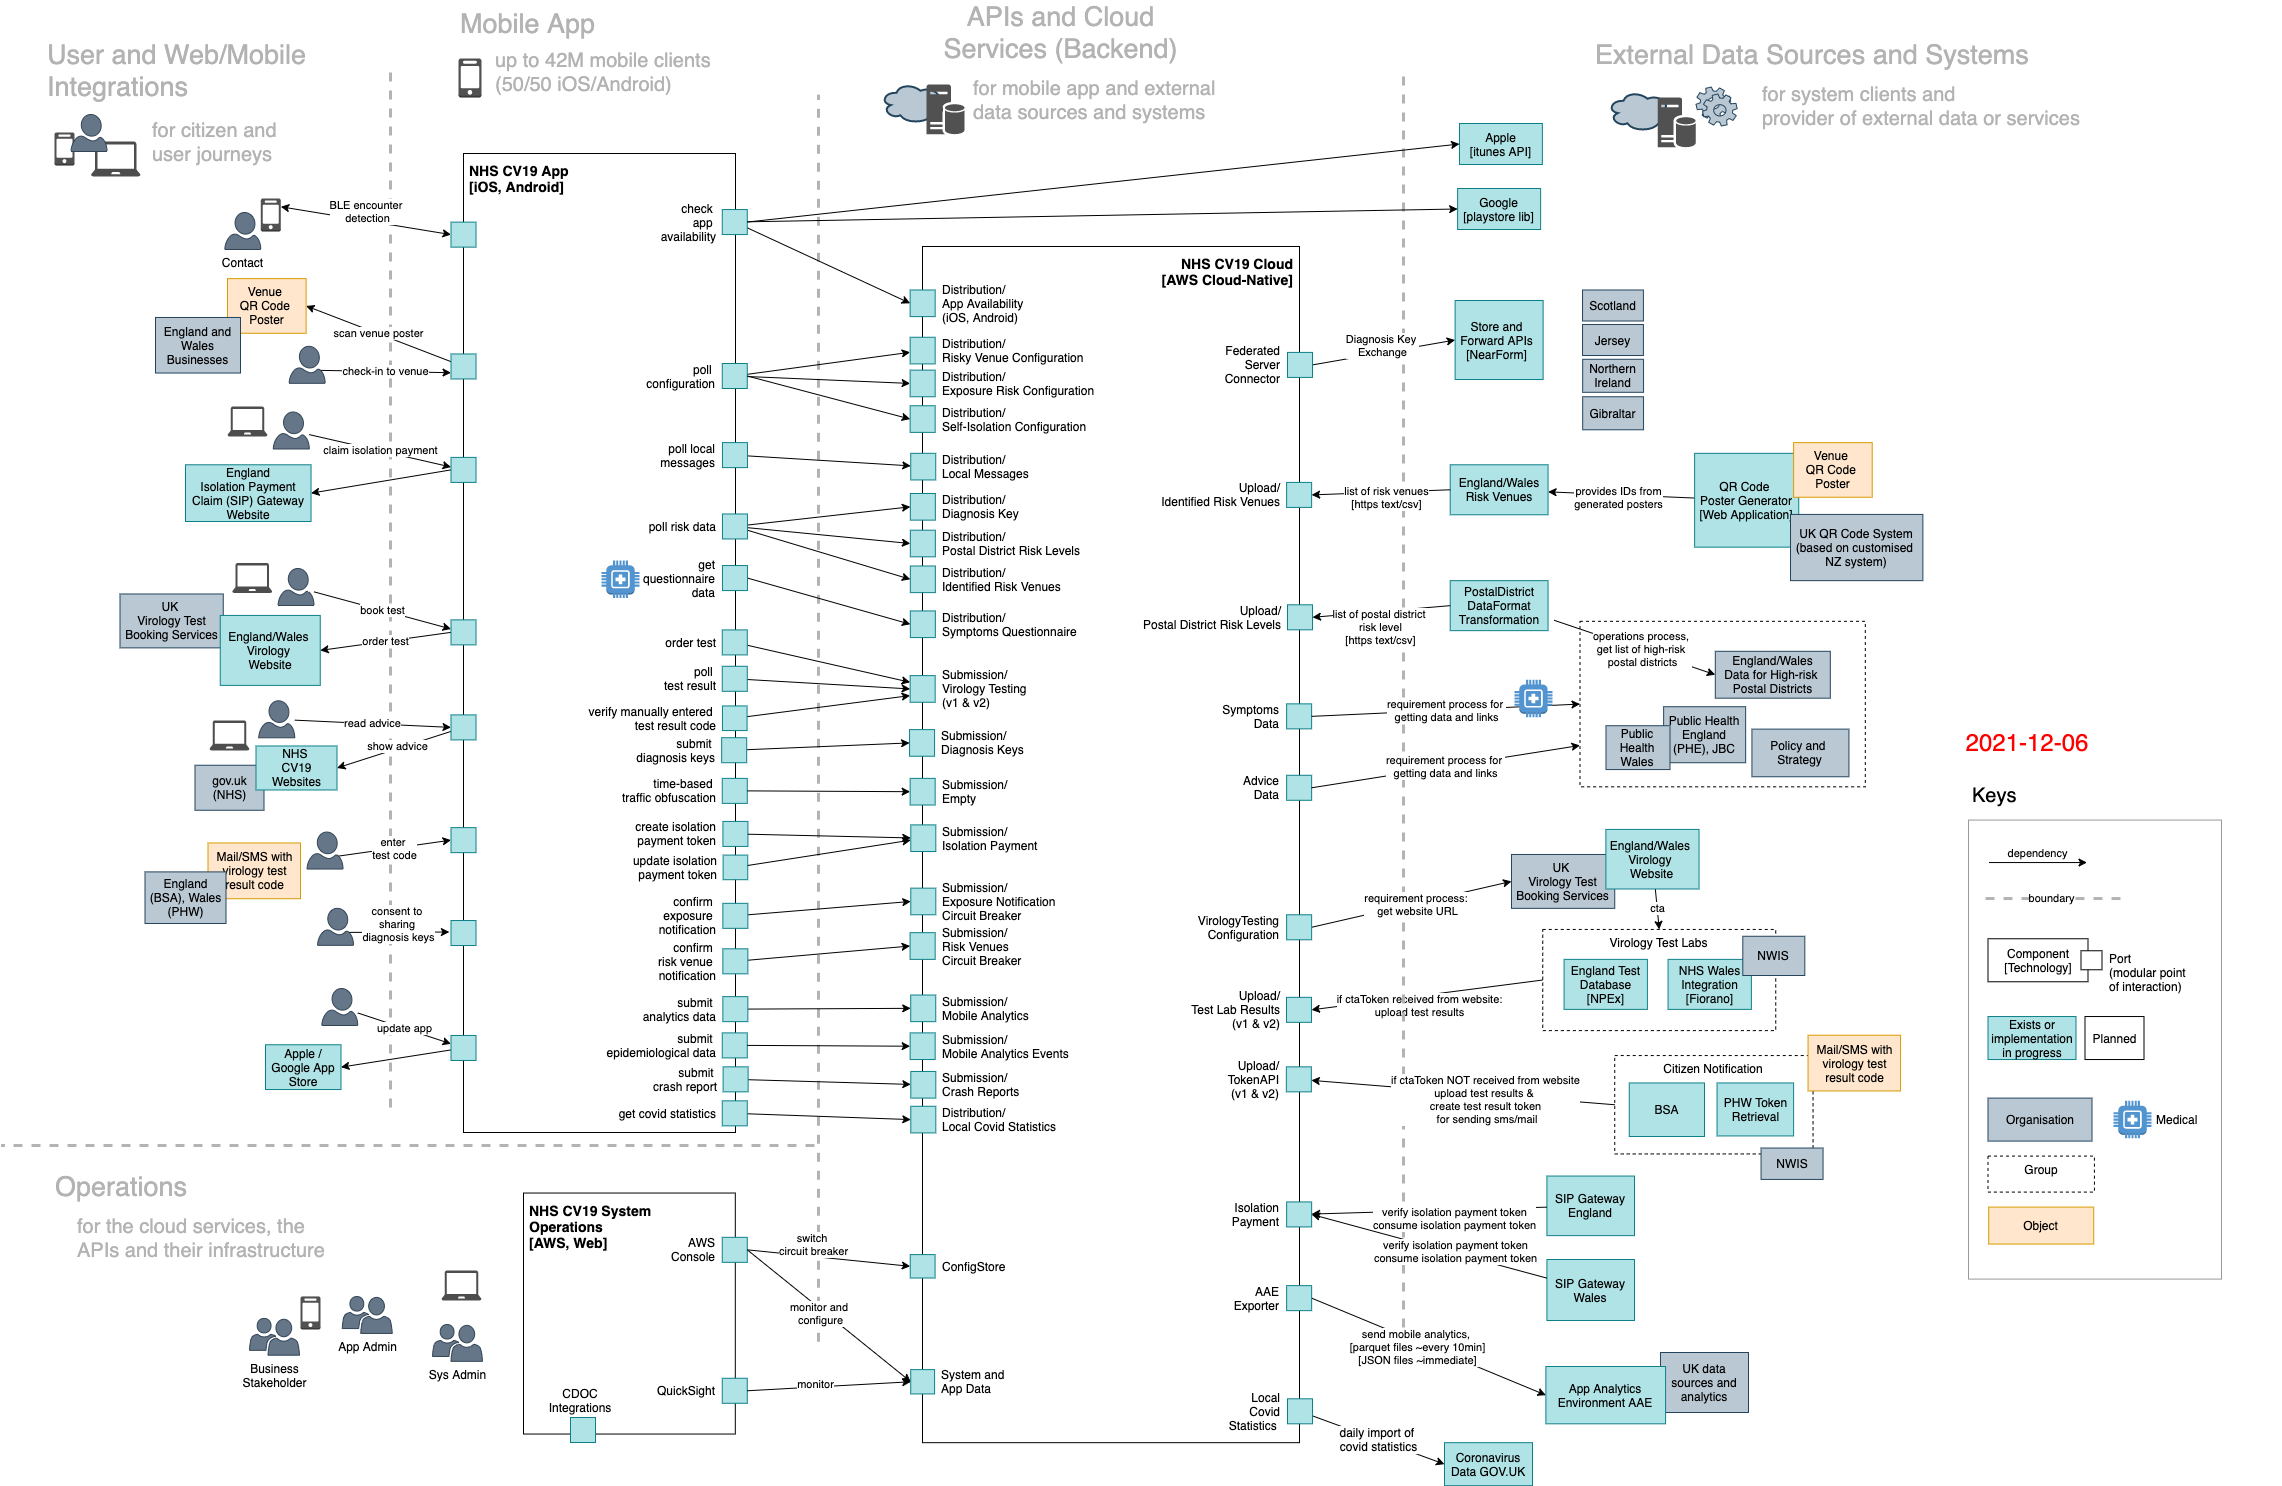 User and Web/Mobile
Integrations
for citizen and
user journeys
Mobile App
up to 42M mobile clients
(50/50 iOS/Android)
APIs and Cloud
Services (Backend)
for mobile app and external
data sources and systems
External Data Sources and Systems
for system clients and
provider of external data or services
BLE encounter
detection
Contact
Venue
QR Code
Poster
England and
Wales
Businesses
scan venue poster
check-in to venue
claim isolation payment
England
Isolation Payment
Claim (SIP) Gateway
Website
UK
Virology Test
Booking Services
England/Wales
Virology
Website
book test
order test
read advice
show advice
NHS
CV19
Websites
gov.uk
(NHS)
Mail/SMS with
virology test
result code
England
(BSA), Wales
(PHW)
enter
test code
consent to
sharing
diagnosis keys
update app
Apple /
Google App
Store
NHS CV19 App
[iOS, Android]
check
app
availability
poll
configuration
poll local
messages
poll risk data
get
questionnaire
data
order test
poll
test result
verify manually entered
test result code
submit
diagnosis keys
time-based
traffic obfuscation
create isolation
payment token
update isolation
payment token
confirm
exposure
notification
confirm
risk venue
notification
submit
analytics data
submit
epidemiological data
submit
crash report
get covid statistics
NHS CV19 Cloud
[AWS Cloud-Native]
Distribution/
App Availability
(iOS, Android)
Distribution/
Risky Venue Configuration
Distribution/
Exposure Risk Configuration
Distribution/
Self-Isolation Configuration
Distribution/
Local Messages
Distribution/
Diagnosis Key
Distribution/
Postal District Risk Levels
Distribution/
Identified Risk Venues
Distribution/
Symptoms Questionnaire
Submission/
Virology Testing
(v1 & v2)
Submission/
Diagnosis Keys
Submission/
Empty
Submission/
Isolation Payment
Submission/
Exposure Notification
Circuit Breaker
Submission/
Risk Venues
Circuit Breaker
Submission/
Mobile Analytics
Submission/
Mobile Analytics Events
Submission/
Crash Reports
Distribution/
Local Covid Statistics
ConfigStore
System and
App Data
Federated
Server
Connector
Upload/
Identified Risk Venues
Upload/
Postal District Risk Levels
Symptoms
Data
Advice
Data
VirologyTesting
Configuration
Upload/
Test Lab Results
(v1 & v2)
Upload/
TokenAPI
(v1 & v2)
Isolation
Payment
AAE
Exporter
Local
Covid
Statistics
Apple
[itunes API]
Google
[playstore lib]
Diagnosis Key
Exchange
Store and
Forward APIs
[NearForm]
Scotland
Jersey
Northern
Ireland
Gibraltar
list of risk venues
[https text/csv]
England/Wales
Risk Venues
provides IDs from
generated posters
QR Code
Poster Generator
[Web Application]
Venue
QR Code
Poster
UK QR Code System
(based on customised
NZ system)
list of postal district
risk level
[https text/csv]
PostalDistrict
DataFormat
Transformation
operations process,
get list of high-risk
postal districts
England/Wales
Data for High-risk
Postal Districts
Public
Health
Wales
Public Health
England
(PHE), JBC
Policy and
Strategy
requirement process for
getting data and links
requirement process for
getting data and links
requirement process:
get website URL
UK
Virology Test
Booking Services
England/Wales
Virology
Website
cta
Virology Test Labs
England Test
Database
[NPEx]
NHS Wales
Integration
[Fiorano]
NWIS
if ctaToken received from website:
upload test results
if ctaToken NOT received from website
upload test results &
create test result token
for sending sms/mail
Citizen Notification
BSA
PHW Token
Retrieval
Mail/SMS with
virology test
result code
NWIS
verify isolation payment token
consume isolation payment token
SIP Gateway
England
verify isolation payment token
consume isolation payment token
SIP Gateway
Wales
send mobile analytics,
[parquet files ~every 10min]
[JSON files ~immediate]
App Analytics
Environment AAE
UK data
sources and
analytics
daily import of
covid statistics
Coronavirus
Data GOV.UK
2021-12-06
Keys
dependency
boundary
Component
[Technology]
Port
(modular point
of interaction)
Exists or
implementation
in progress
Planned
Organisation
Medical
Group
Object
Operations
for the cloud services, the
APIs and their infrastructure
Business
Stakeholder
App Admin
Sys Admin
NHS CV19 System
Operations
[AWS, Web]
AWS
Console
QuickSight
CDOC
Integrations
switch
circuit breaker
monitor and
configure
monitor